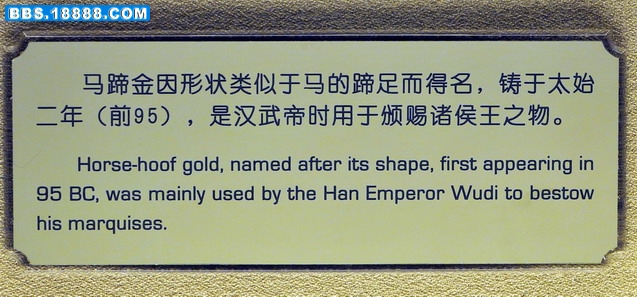 BBS.18888.COM
马蹄金因形状类似于马的蹄足而得名，铸于太始
二年（前95），是汉武帝时用于颁赐诸侯王之物。
Horse-hoof gold, named after its shape, first appearing in
95 BC, was mainly used by the Han Emperor Wudi to bestow
his marquises.